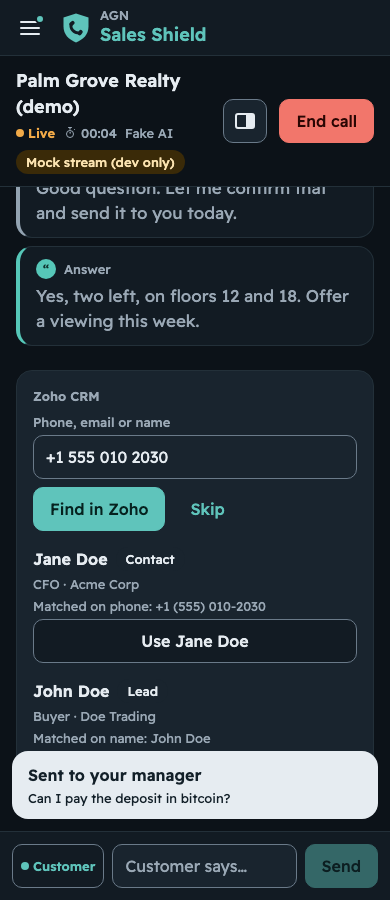 AGN
Sales Shield
Palm Grove Realty
(demo)
Live 00:04 Fake AI
Mock stream (dev only)
End call
Good question. Let me confirm that
and send it to you today.
Answer
Yes, two left, on floors 12 and 18. Offer
a viewing this week.
Zoho CRM
Phone, email or name
+1 555 010 2030
Find in Zoho Skip
Jane Doe Contact
CFO · Acme Corp
Matched on phone: +1 (555) 010-2030
Use Jane Doe
John Doe Lead
Buyer · Doe Trading
Matched on name: John Doe
Sent to your manager
Can I pay the deposit in bitcoin?
Customer Customer says... Send